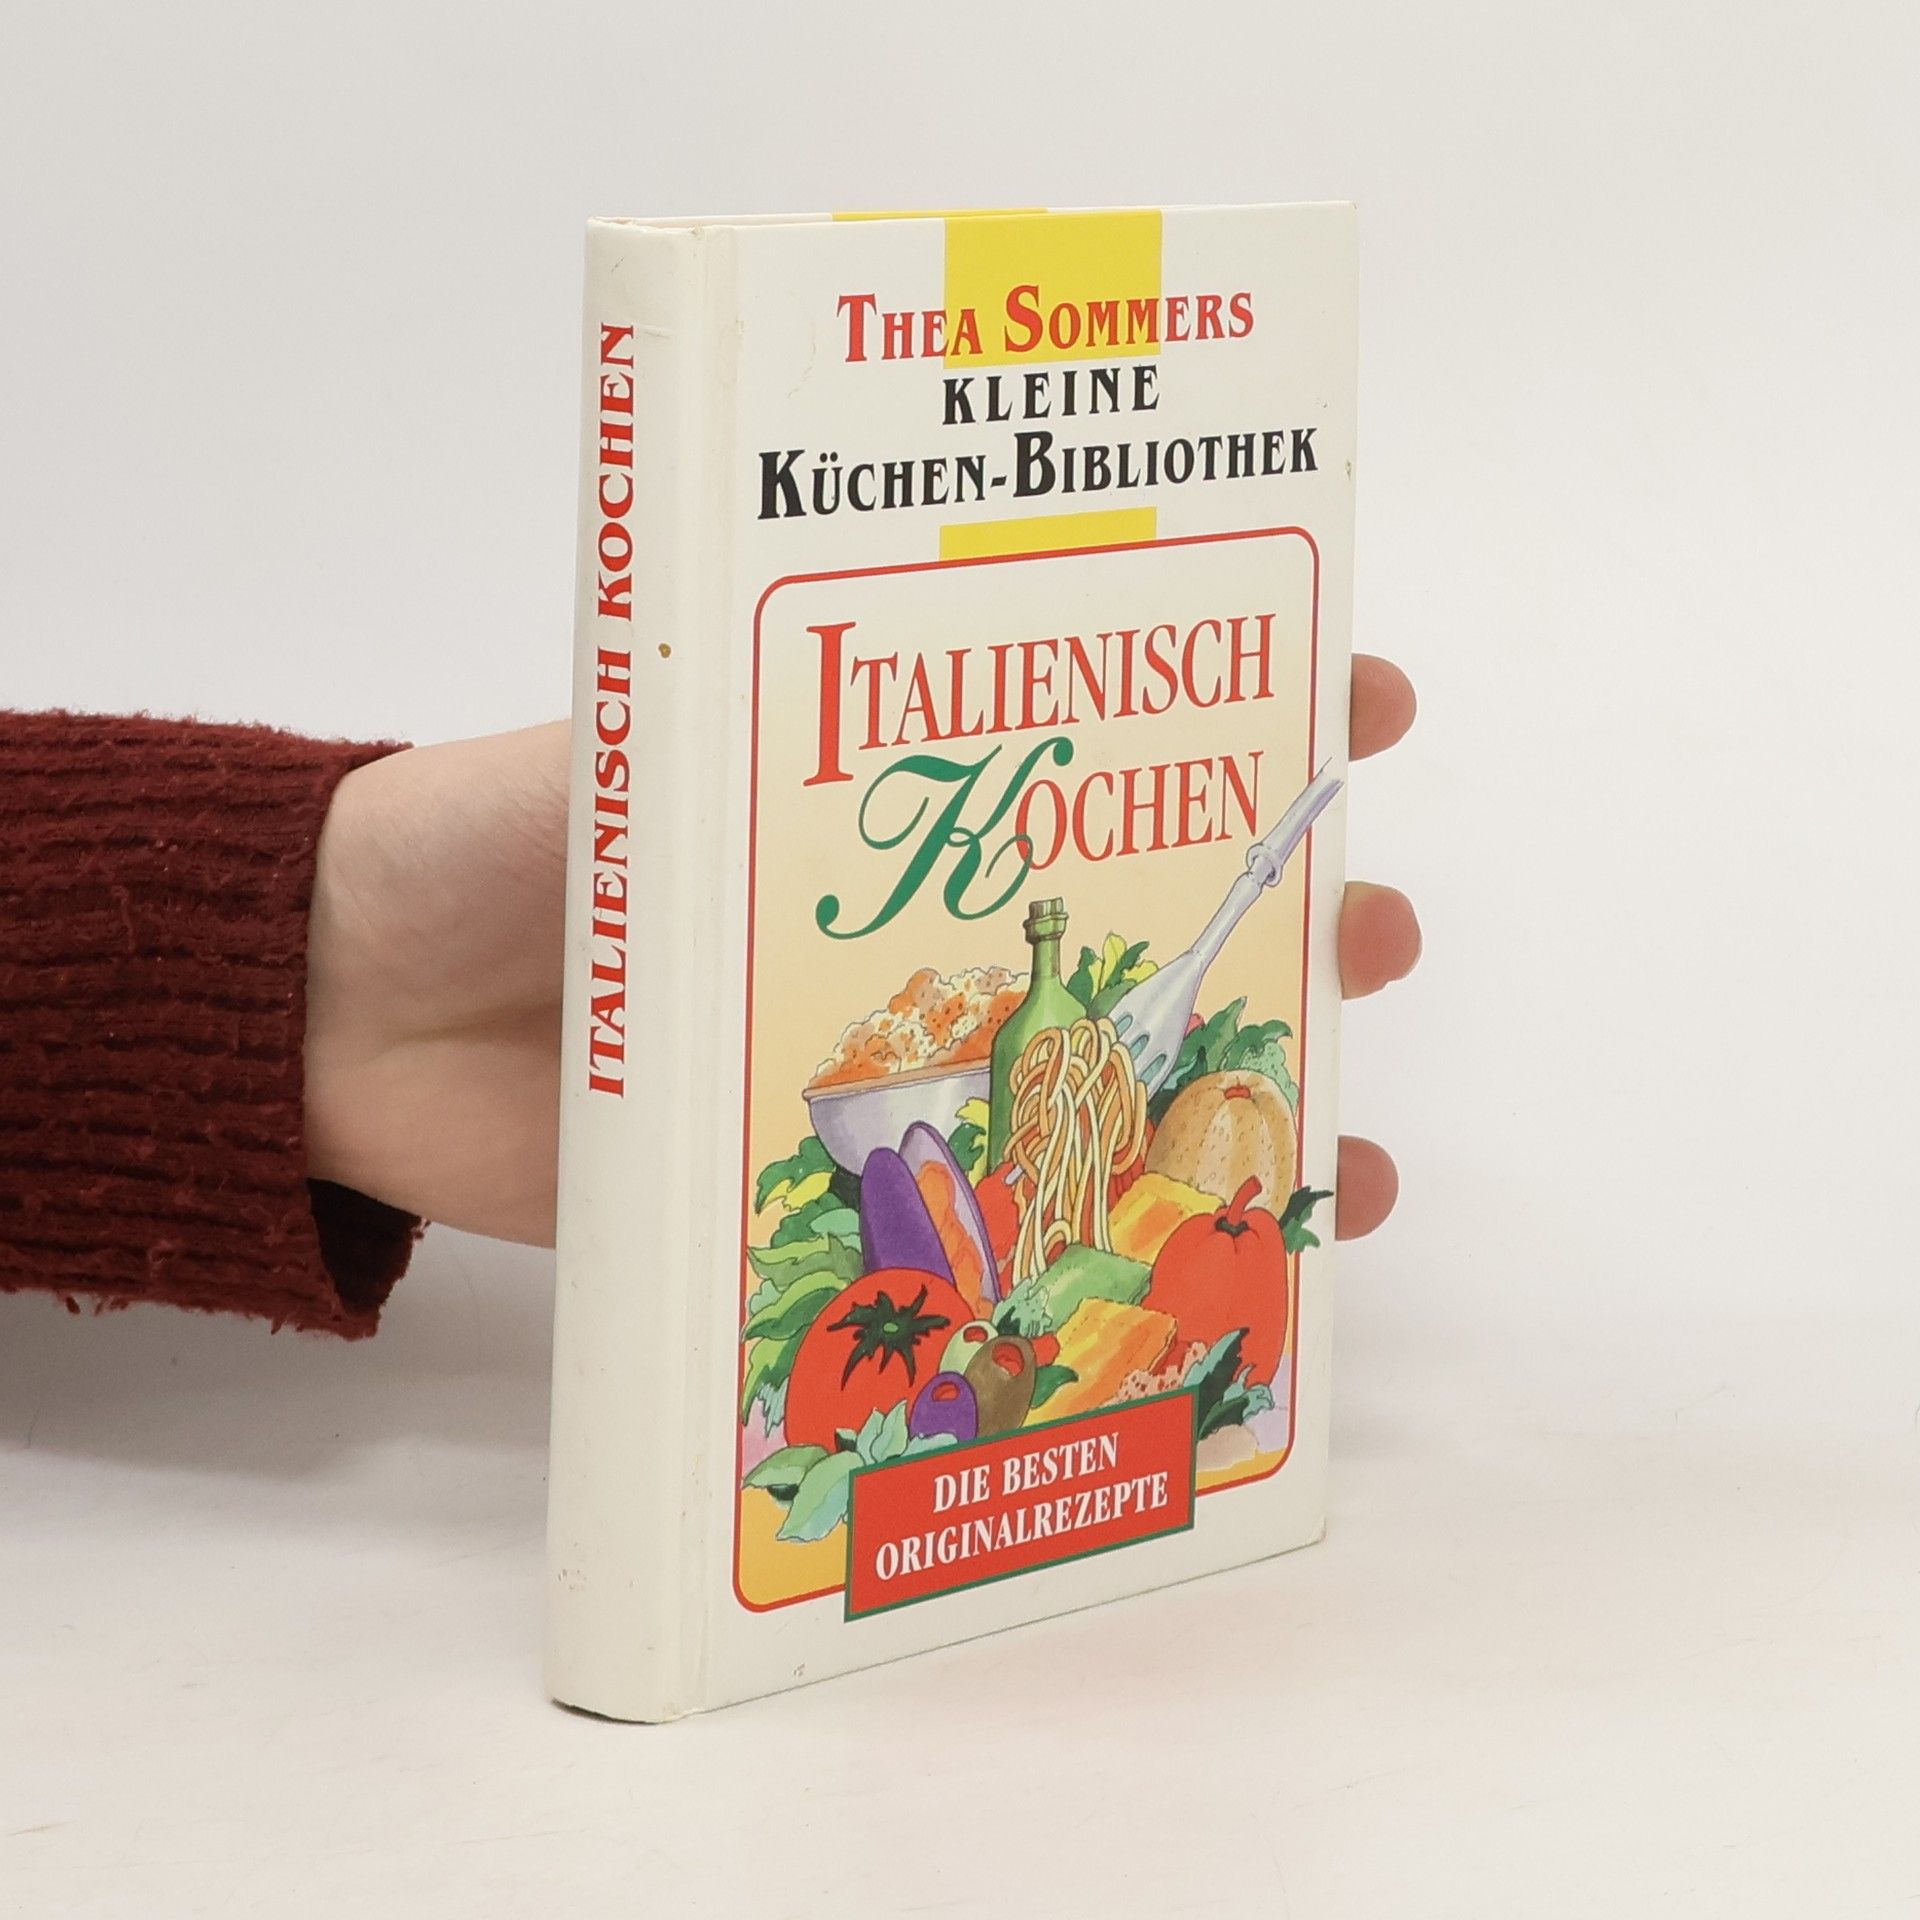 ITALIENISCH KOCHEN
THEA SOMMERS
KLEINE
KÜCHEN-BIBLIOTHEK
ITALIENISCH
KOCHEN
DIE BESTEN
ORIGINALREZEPTE